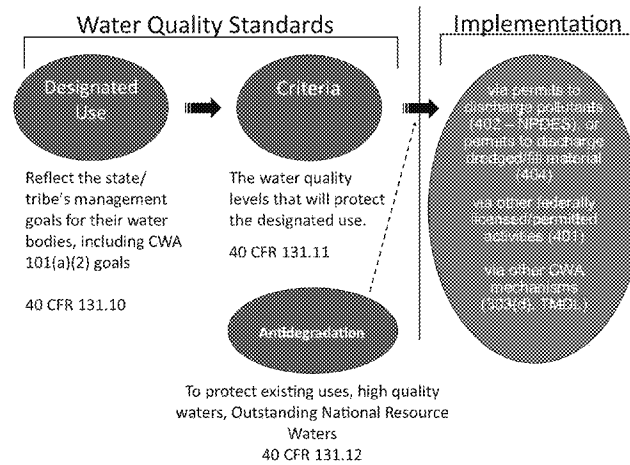 Water Quality Standards
Implementation
Designated
Use
Reflect the state/
tribe's management
goals for their water
bodies, including CWA
101(a)(2) goals
40 CFR 131.10
Criteria
The water quality
levels that will protect
the designated use.
40 CFR 131.11
Antidegradation
To protect existing uses, high quality
waters, Outstanding National Resource
Waters
40 CFR 131.12
via permits to
discharge pollutants
(402 – NPDES), or
permits to discharge
dredged/fill material
(404)
via other federally
licensed/permitted
activities (401)
via other CWA
mechanisms
(303(d), TMDL)